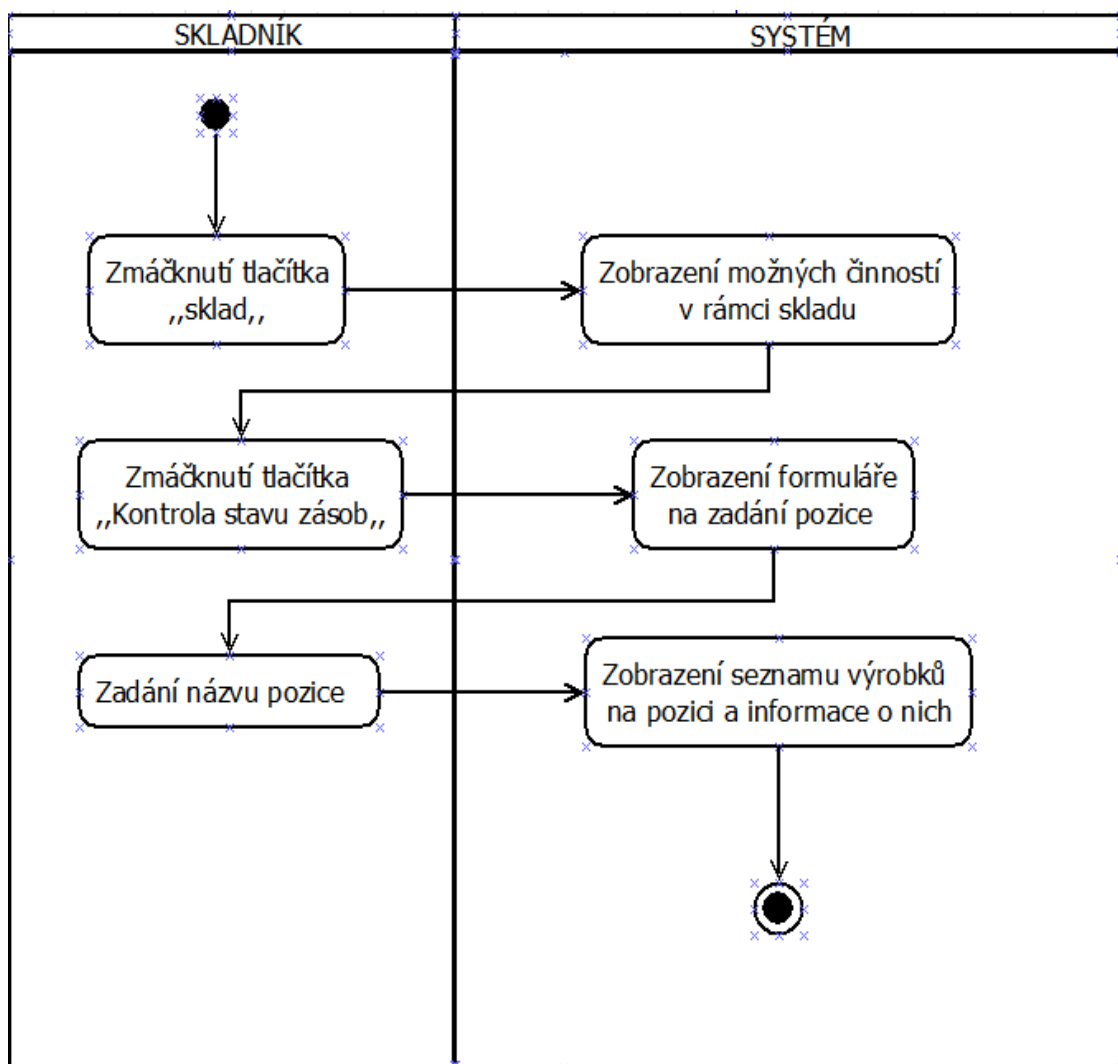 SKLADNÍK
SYSTÉM
Zmáčknutí tlačítka
,,sklad,,
Zobrazení možných činností
v rámci skladu
Zmáčknutí tlačítka
,,Kontrola stavu zásob,,
Zobrazení formuláře
na zadání pozice
Zadání názvu pozice
Zobrazení seznamu výrobků
na pozici a informace o nich